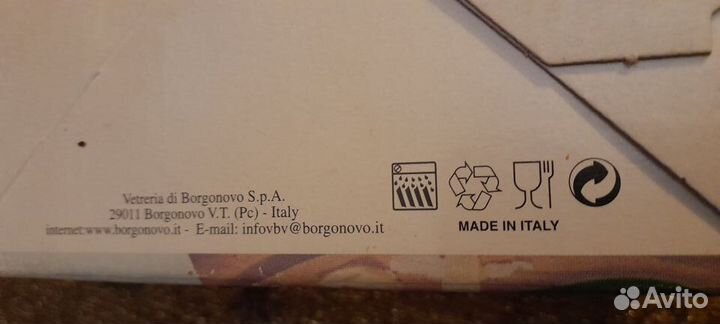 Vetreria di Borgonovo S.p.A.
29011 Borgonovo V.T. (Pc) - Italy
internet:www.borgonovo.it - E-mail: infovbv@borgonovo.it
MADE IN ITALY
Avito